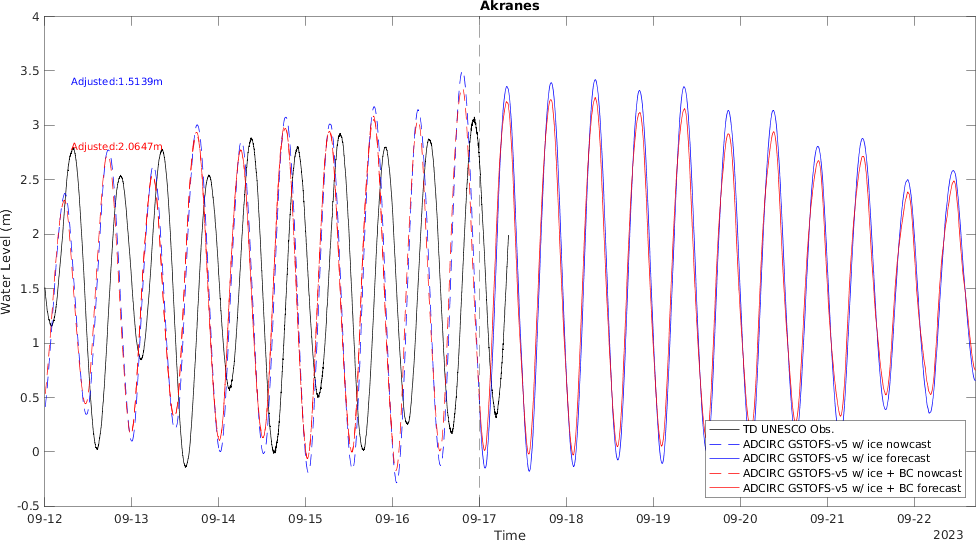 Akranes
4
3.5
3
2.5
2
1.5
1
0.5
0
-0.5
Water Level (m)
Adjusted:1.5139m
Adjusted:2.0647m
TD UNESCO Obs.
ADCIRC GSTOFS-v5 w/ ice nowcast
ADCIRC GSTOFS-v5 w/ ice forecast
ADCIRC GSTOFS-v5 w/ ice + BC nowcast
ADCIRC GSTOFS-v5 w/ ice + BC forecast
09-12 09-13 09-14 09-15 09-16 09-17 09-18 09-19 09-20 09-21 09-22
Time
2023